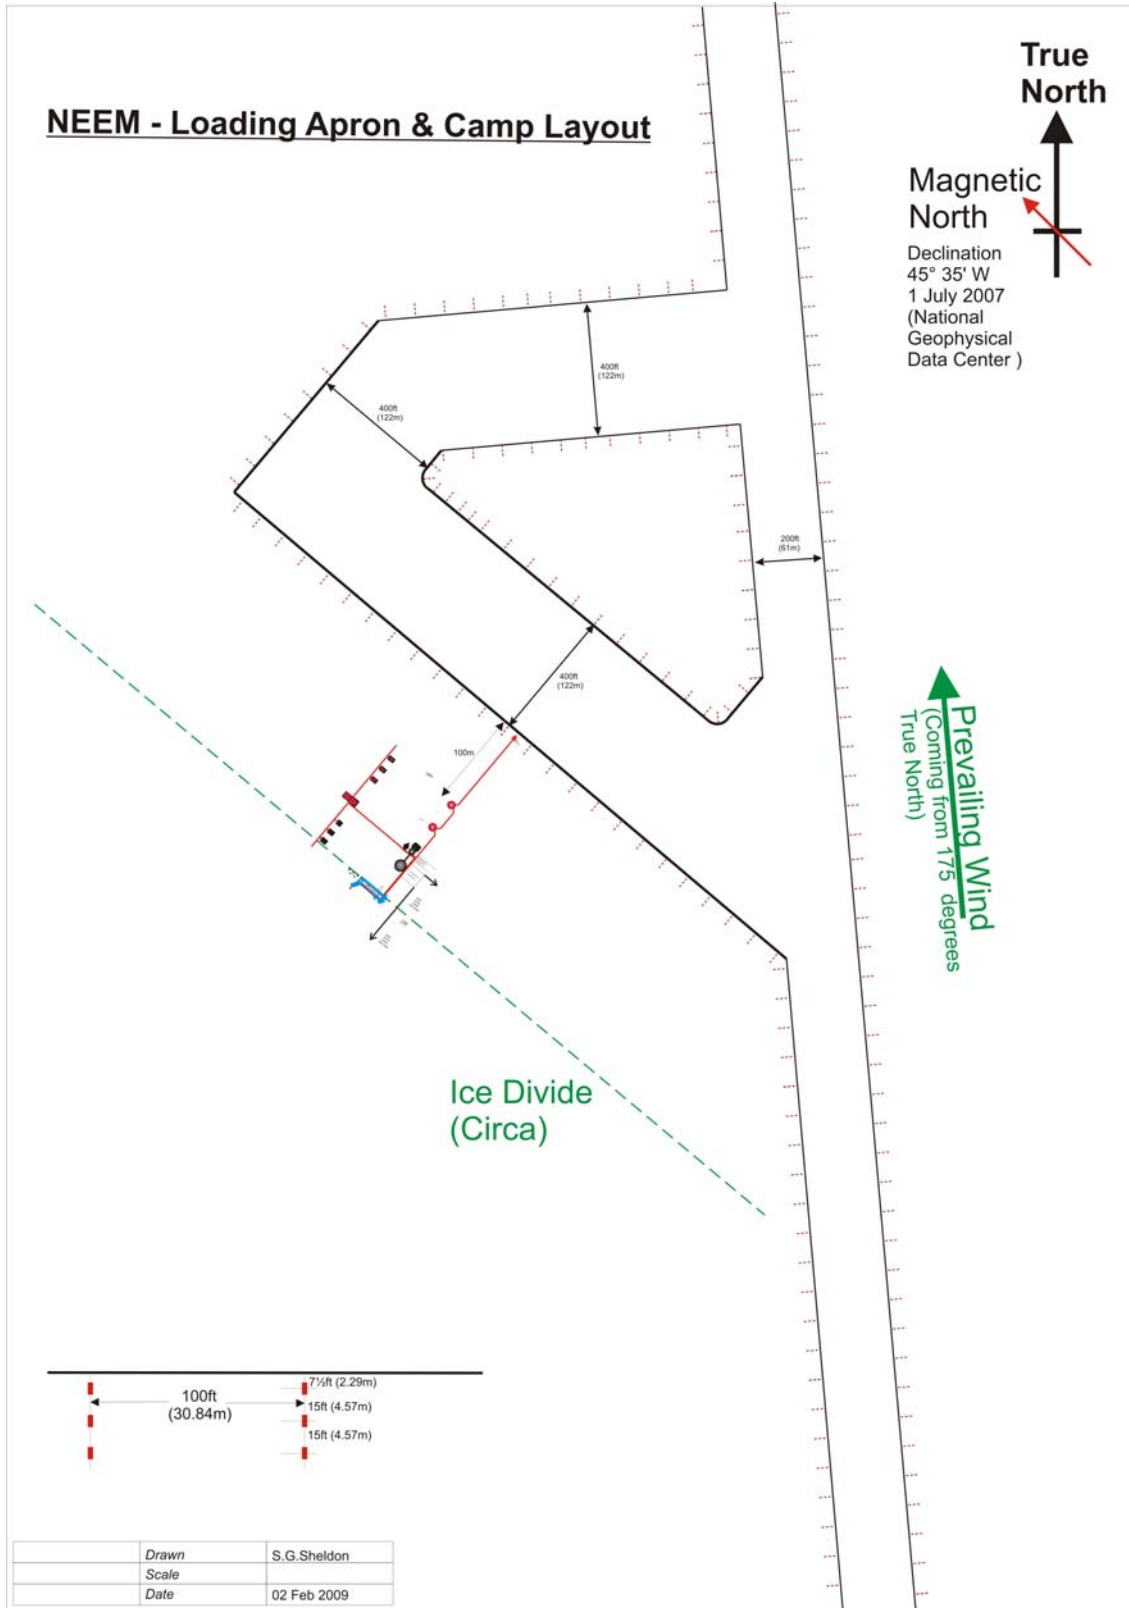 True
North
NEEM - Loading Apron & Camp Layout
Magnetic
North
Declination
45° 35' W
1 July 2007
(National
Geophysical
Data Center )
400ft
(122m)
400ft
(122m)
200ft
(61m)
400ft
(122m)
100m
Prevailing Wind
(Coming from 175 degrees
True North)
Ice Divide
(Circa)
7½ft (2.29m)
100ft
(30.84m)
15ft (4.57m)
15ft (4.57m)
Drawn S.G.Sheldon
Scale
Date 02 Feb 2009